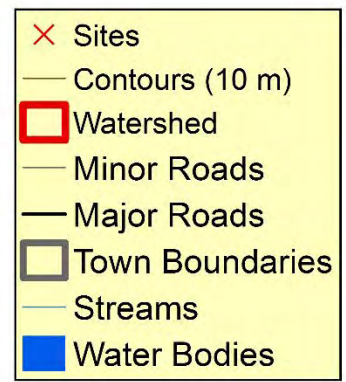 Sites
Contours (10 m)
Watershed
Minor Roads
Major Roads
Town Boundaries
Streams
Water Bodies